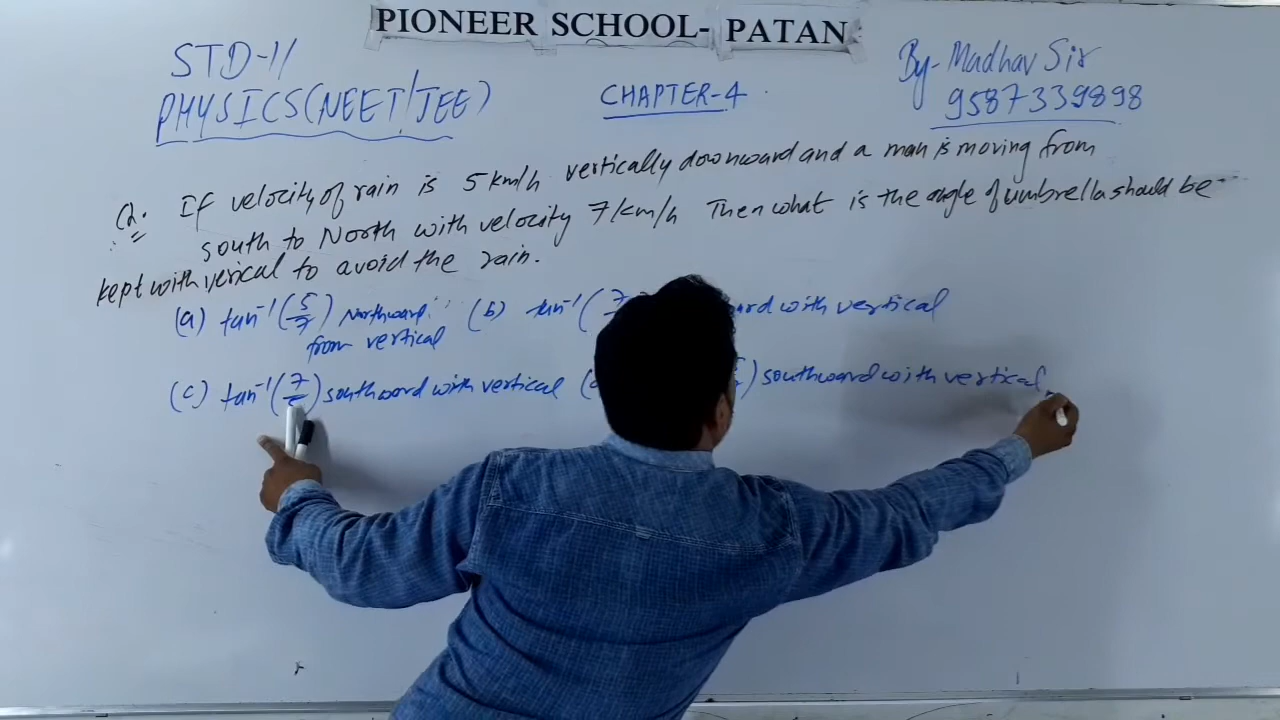 PIONEER SCHOOL- PATAN
STD-11
PHYSICS(NEET/JEE)
CHAPTER-4
By- Madhav Sir
9587339898
Q. If velocity of rain is 5 km/h vertically downward and a man is moving from
south to North with velocity 7 km/h Then what is the angle of umbrella should be
kept with verical to avoid the rain.
(a) tan⁻¹(5/7) Northward from vertical
(b) tan⁻¹(7/ with vertical
(c) tan⁻¹(7/ ) southward with vertical
) southward with vertical